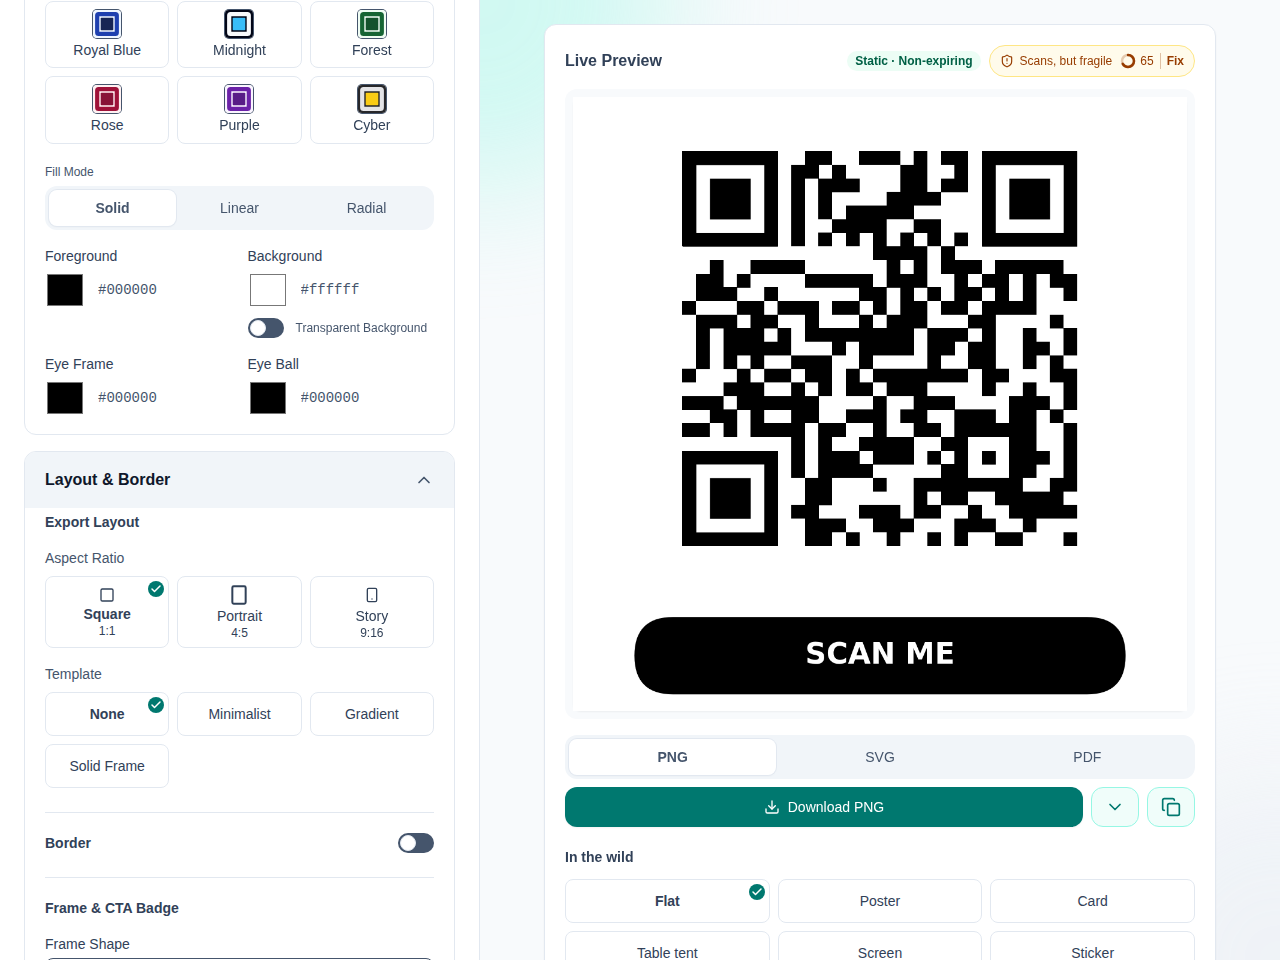 Royal Blue
Midnight
Forest
Rose
Purple
Cyber
Fill Mode
Solid
Linear
Radial
Foreground
Background
#000000
#ffffff
Transparent Background
Eye Frame
Eye Ball
#000000
#000000
Layout & Border
Export Layout
Aspect Ratio
Square
1:1
Portrait
4:5
Story
9:16
Template
None
Minimalist
Gradient
Solid Frame
Border
Frame & CTA Badge
Frame Shape
Live Preview
Static · Non-expiring
Scans, but fragile 65 Fix
SCAN ME
PNG
SVG
PDF
Download PNG
In the wild
Flat
Poster
Card
Table tent
Screen
Sticker